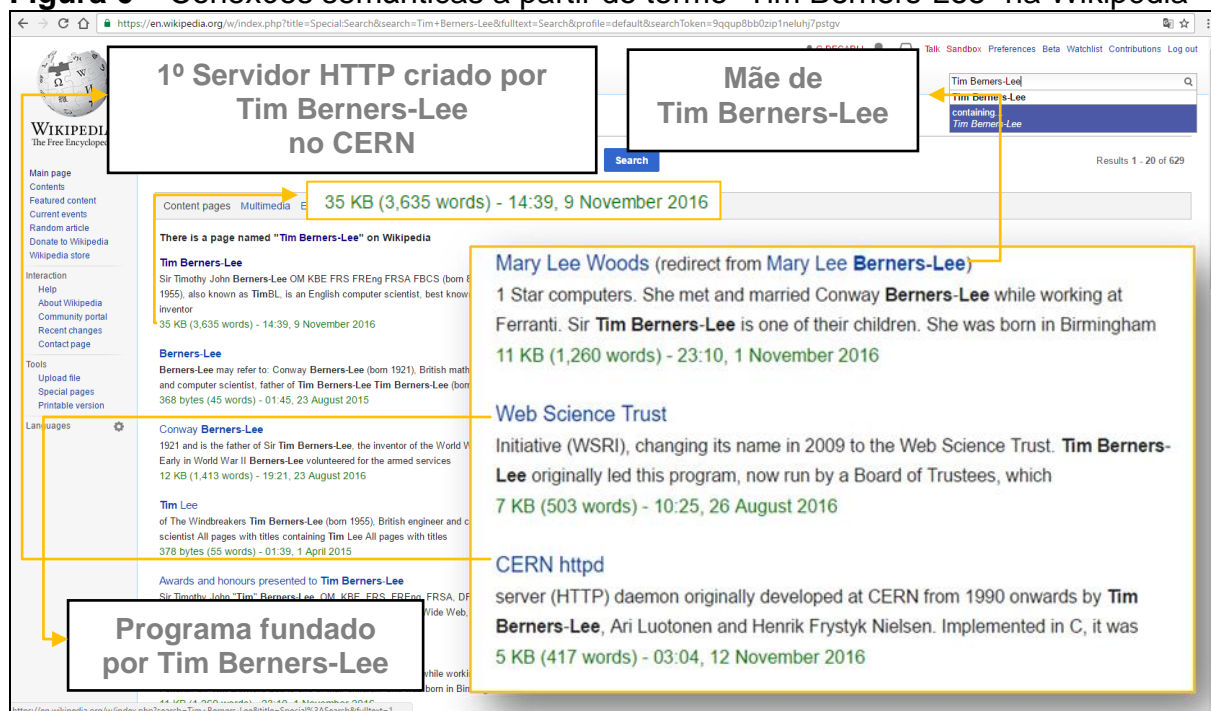 https://en.wikipedia.org/w/index.php?title=Special:Search&search=Tim+Berners-Lee&fulltext=Search&profile=default&searchToken=9qqup8bb0zip1neluhj7pstgv
Talk Sandbox Preferences Beta Watchlist Contributions Log out
1º Servidor HTTP criado por
Tim Berners-Lee
no CERN
Mãe de
Tim Berners-Lee
Tim Berners-Lee
Tim Berners-Lee
containing...
Tim Berners-Lee
WIKIPEDIA
The Free Encyclopedia
Search
Results 1 - 20 of 629
Main page
Contents
Featured content
Current events
Random article
Donate to Wikipedia
Wikipedia store
Interaction
Help
About Wikipedia
Community portal
Recent changes
Contact page
Tools
Upload file
Special pages
Printable version
Languages
Content pages Multimedia
35 KB (3,635 words) - 14:39, 9 November 2016
There is a page named "Tim Berners-Lee" on Wikipedia
Tim Berners-Lee
Sir Timothy John Berners-Lee OM KBE FRS FREng FRSA FBCS (born 8
1955), also known as TimBL, is an English computer scientist, best know
inventor
35 KB (3,635 words) - 14:39, 9 November 2016
Berners-Lee
Berners-Lee may refer to: Conway Berners-Lee (born 1921), British math
and computer scientist, father of Tim Berners-Lee Tim Berners-Lee (born
368 bytes (45 words) - 01:45, 23 August 2015
Conway Berners-Lee
1921 and is the father of Sir Tim Berners-Lee, the inventor of the World W
Early in World War II Berners-Lee volunteered for the armed services
12 KB (1,413 words) - 19:21, 23 August 2016
Tim Lee
of The Windbreakers Tim Berners-Lee (born 1955), British engineer and c
scientist All pages with titles containing Tim Lee All pages with titles
378 bytes (55 words) - 01:39, 1 April 2015
Awards and honours presented to Tim Berners-Lee
Sir Timothy John "Tim" Berners-Lee, OM, KBE, FRS, FREng, FRSA, DF
Wide Web,
Mary Lee Woods (redirect from Mary Lee Berners-Lee)
1 Star computers. She met and married Conway Berners-Lee while working at
Ferranti. Sir Tim Berners-Lee is one of their children. She was born in Birmingham
11 KB (1,260 words) - 23:10, 1 November 2016
Web Science Trust
Initiative (WSRI), changing its name in 2009 to the Web Science Trust. Tim Berners-
Lee originally led this program, now run by a Board of Trustees, which
7 KB (503 words) - 10:25, 26 August 2016
CERN httpd
server (HTTP) daemon originally developed at CERN from 1990 onwards by Tim
Berners-Lee, Ari Luotonen and Henrik Frystyk Nielsen. Implemented in C, it was
5 KB (417 words) - 03:04, 12 November 2016
Programa fundado
por Tim Berners-Lee
while worki
born in Bin